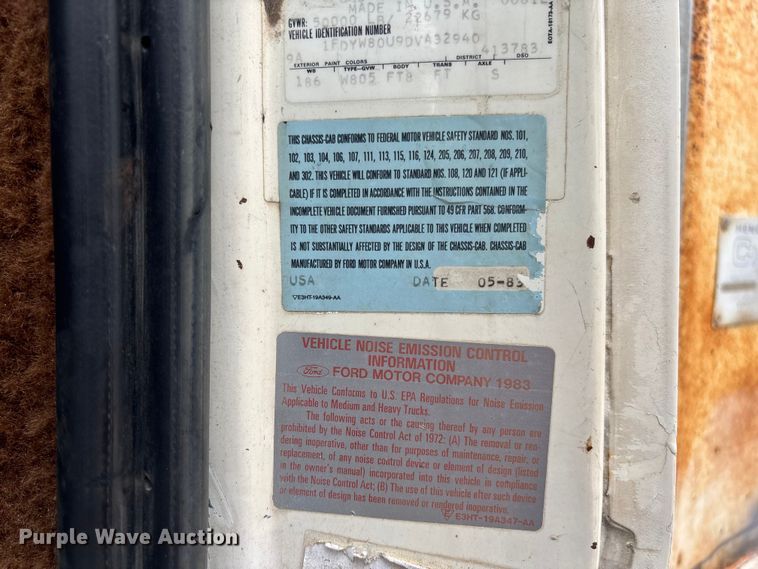 MADE IN U.S.A.
GVWR: 50000 LB/ 22679 KG
VEHICLE IDENTIFICATION NUMBER
1FDYW80U9DVA32940
9A 413783
EXTERIOR PAINT COLORS DISTRICT DSO
WB TYPE-GVW BODY TRANS AXLE
186 W805 FT8 FT S
EOTA-18173-AA
THIS CHASSIS-CAB CONFORMS TO FEDERAL MOTOR VEHICLE SAFETY STANDARD NOS. 101,
102, 103, 104, 106, 107, 111, 113, 115, 116, 124, 205, 206, 207, 208, 209, 210,
AND 302. THIS VEHICLE WILL CONFORM TO STANDARD NOS. 108, 120 AND 121 (IF APPLI-
CABLE) IF IT IS COMPLETED IN ACCORDANCE WITH THE INSTRUCTIONS CONTAINED IN THE
INCOMPLETE VEHICLE DOCUMENT FURNISHED PURSUANT TO 49 CFR PART 568. CONFORM-
ITY TO THE OTHER SAFETY STANDARDS APPLICABLE TO THIS VEHICLE WHEN COMPLETED
IS NOT SUBSTANTIALLY AFFECTED BY THE DESIGN OF THE CHASSIS-CAB. CHASSIS-CAB
MANUFACTURED BY FORD MOTOR COMPANY IN U.S.A.
USA DATE 05-83
E3HT-19A349-AA
VEHICLE NOISE EMISSION CONTROL
INFORMATION
Ford FORD MOTOR COMPANY 1983
This Vehicle Conforms to U.S. EPA Regulations for Noise Emission
Applicable to Medium and Heavy Trucks.
The following acts or the causing thereof by any person are
prohibited by the Noise Control Act of 1972: (A) The removal or ren-
dering inoperative, other than for purposes of maintenance, repair, or
replacement, of any noise control device or element of design (listed
in the owner's manual) incorporated into this vehicle in compliance
with the Noise Control Act; (B) The use of this vehicle after such device
or element of design has been removed or rendered inoperative.
E3HT-19A347-AA
Purple Wave Auction